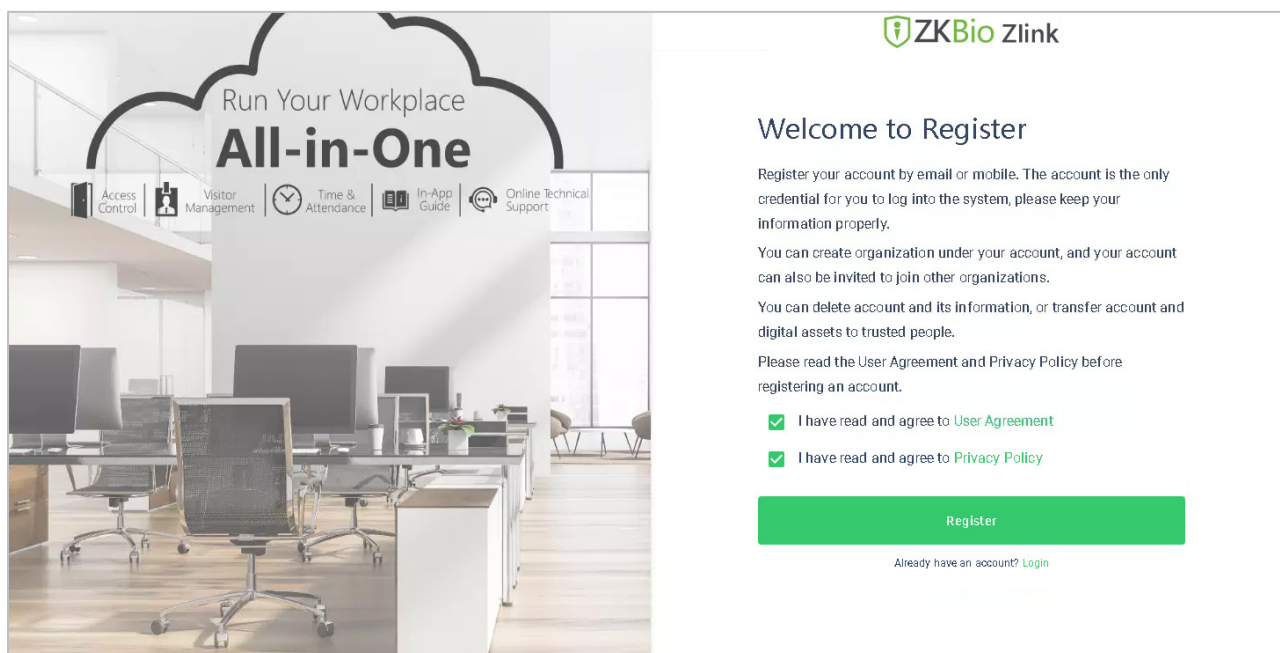 Run Your Workplace
All-in-One
Access
Control
Visitor
Management
Time &
Attendance
In-App
Guide
Online Technical
Support
ZKBio Zlink
Welcome to Register
Register your account by email or mobile. The account is the only
credential for you to log into the system, please keep your
information properly.
You can create organization under your account, and your account
can also be invited to join other organizations.
You can delete account and its information, or transfer account and
digital assets to trusted people.
Please read the User Agreement and Privacy Policy before
registering an account.
I have read and agree to User Agreement
I have read and agree to Privacy Policy
Register
Already have an account? Login